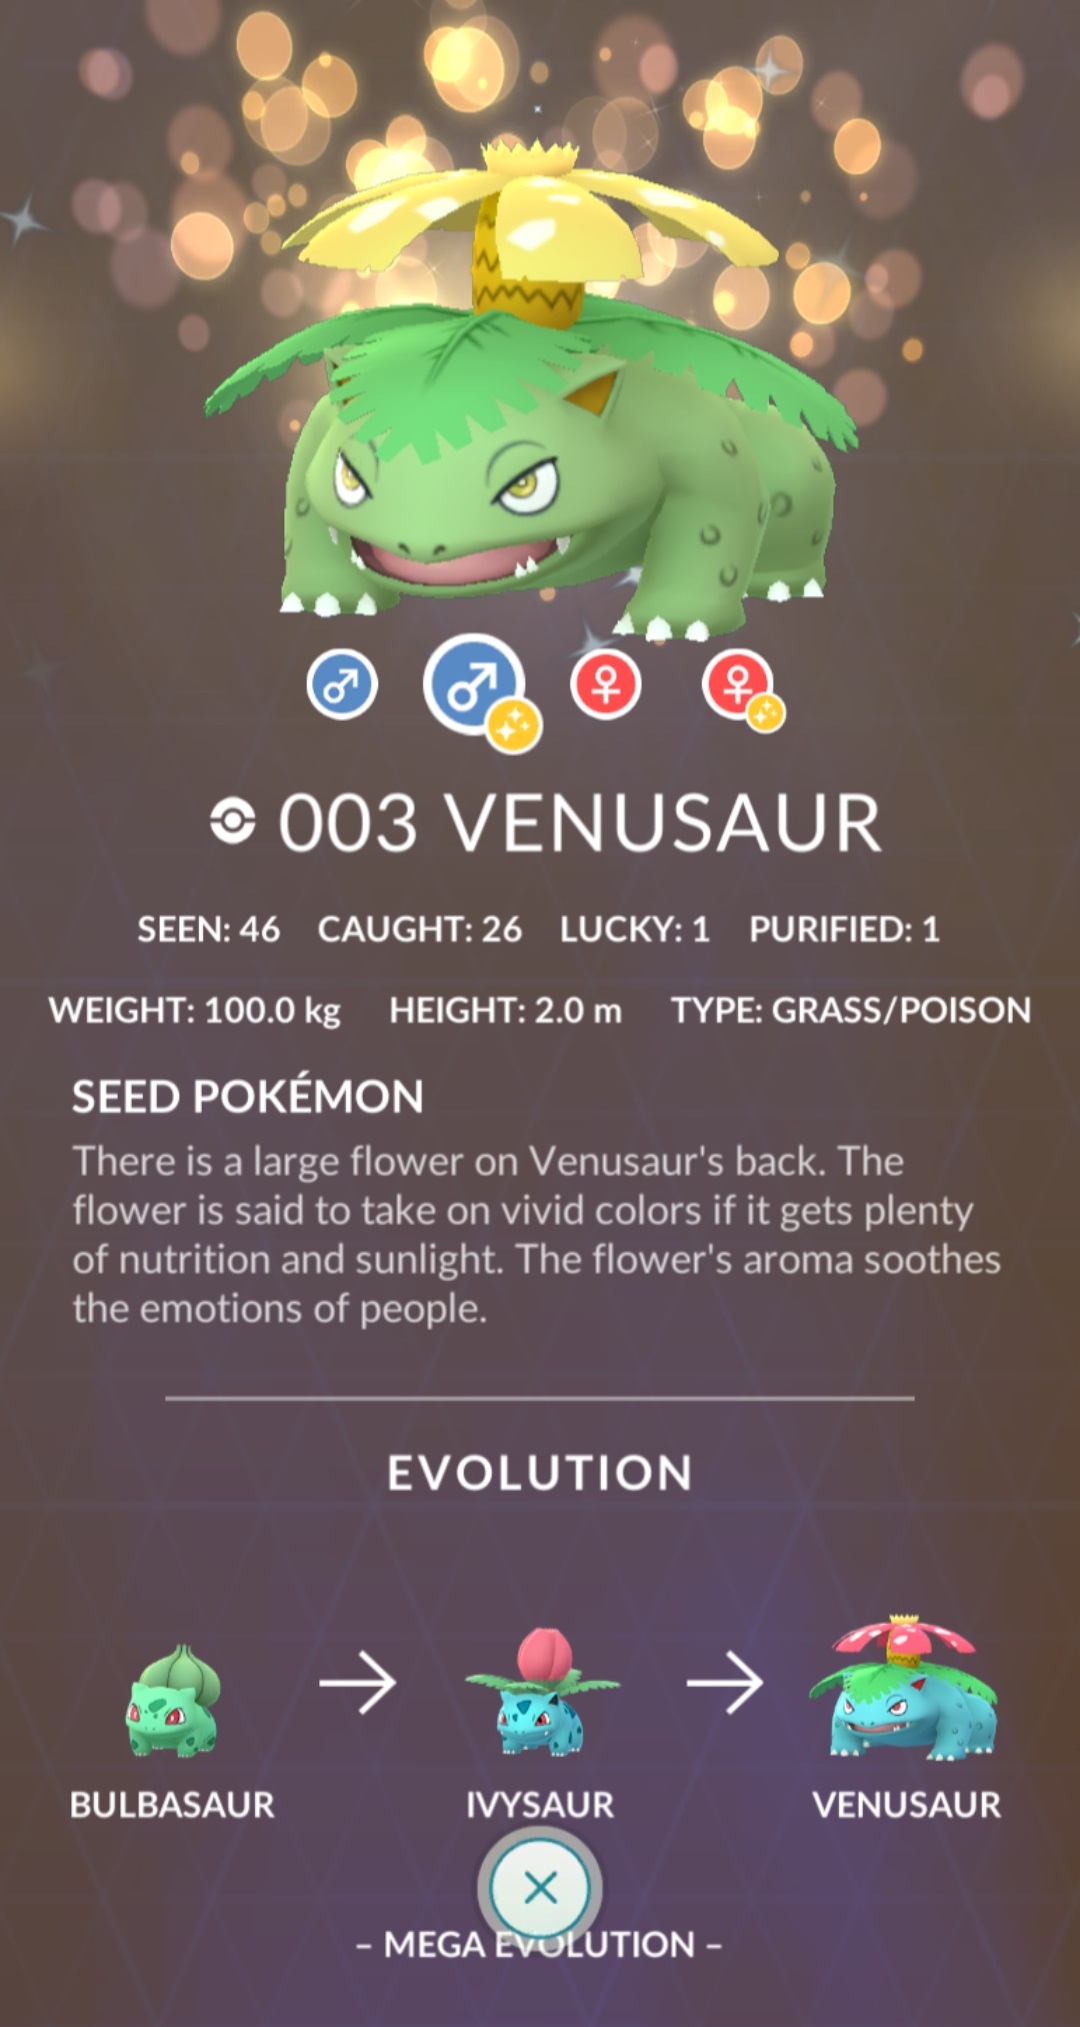 003 VENUSAUR
SEEN: 46 CAUGHT: 26 LUCKY: 1 PURIFIED: 1
WEIGHT: 100.0 kg HEIGHT: 2.0 m TYPE: GRASS/POISON
SEED POKÉMON
There is a large flower on Venusaur's back. The
flower is said to take on vivid colors if it gets plenty
of nutrition and sunlight. The flower's aroma soothes
the emotions of people.
EVOLUTION
BULBASAUR IVYSAUR VENUSAUR
– MEGA EVOLUTION –